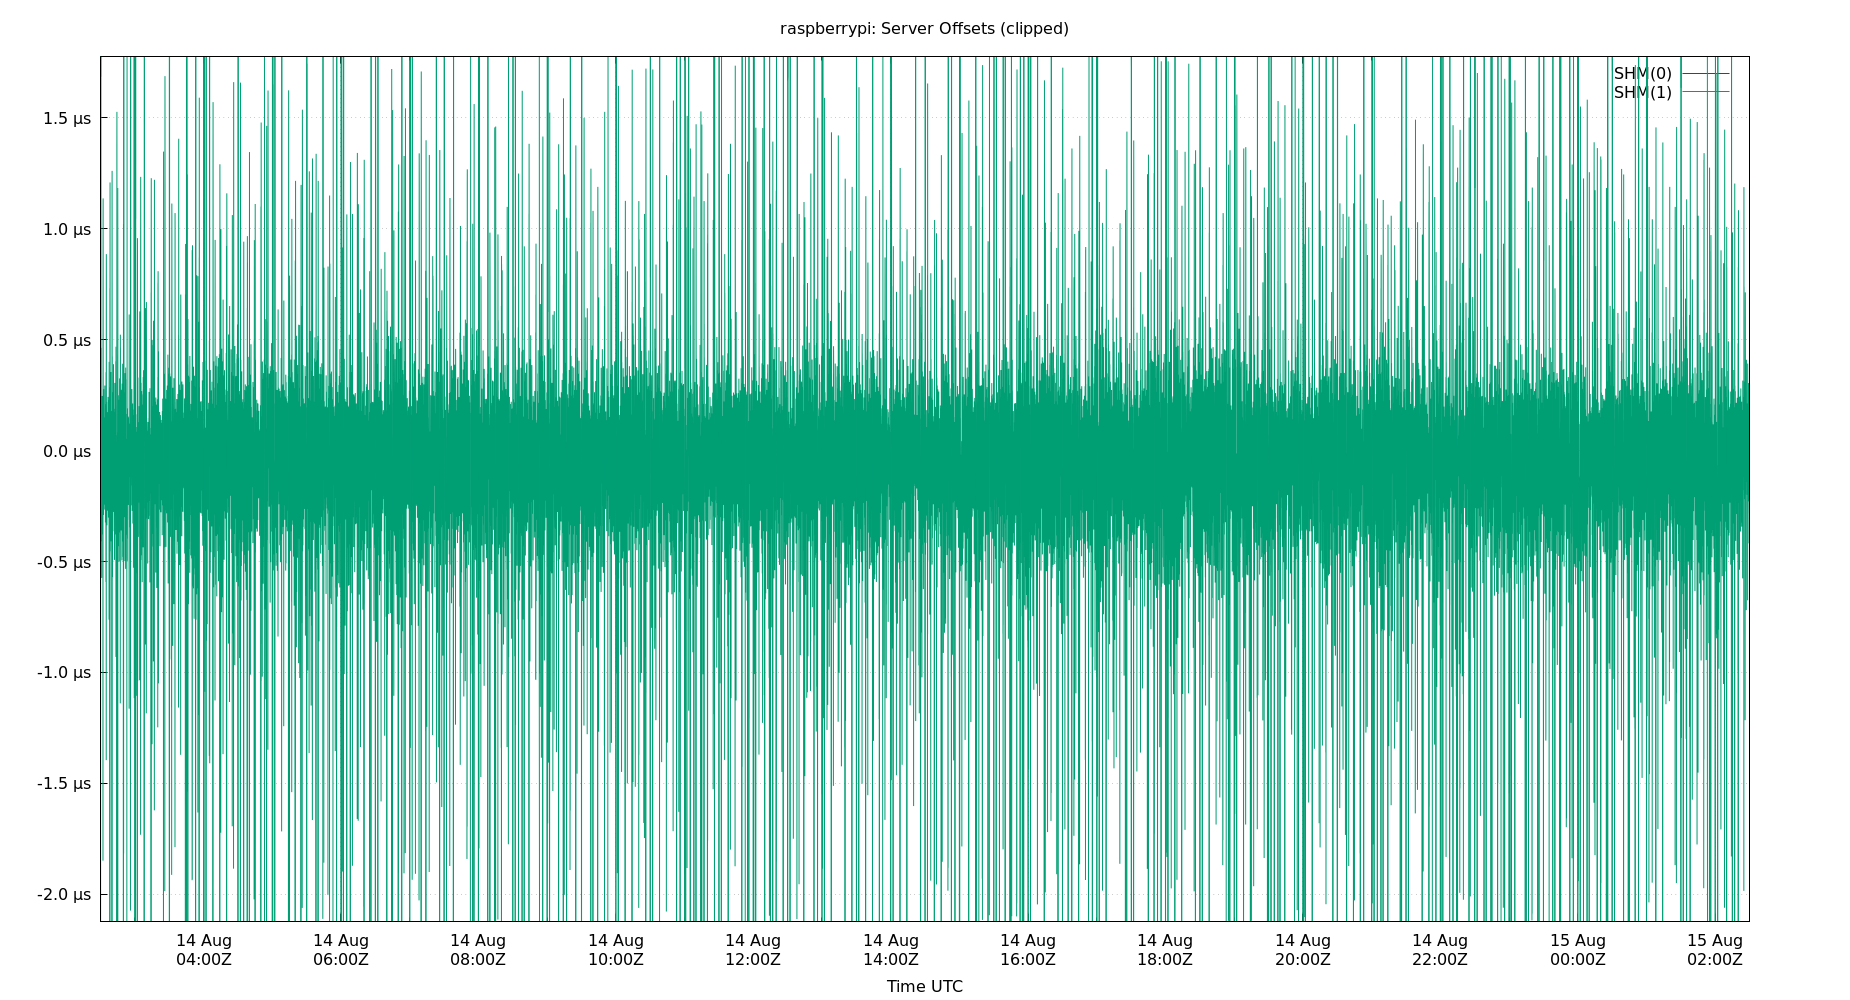 raspberrypi: Server Offsets (clipped)
SHM(0)
SHM(1)
1.5 µs
1.0 µs
0.5 µs
0.0 µs
-0.5 µs
-1.0 µs
-1.5 µs
-2.0 µs
14 Aug 14 Aug 14 Aug 14 Aug 14 Aug 14 Aug 14 Aug 14 Aug 14 Aug 14 Aug 15 Aug 15 Aug
04:00Z 06:00Z 08:00Z 10:00Z 12:00Z 14:00Z 16:00Z 18:00Z 20:00Z 22:00Z 00:00Z 02:00Z
Time UTC